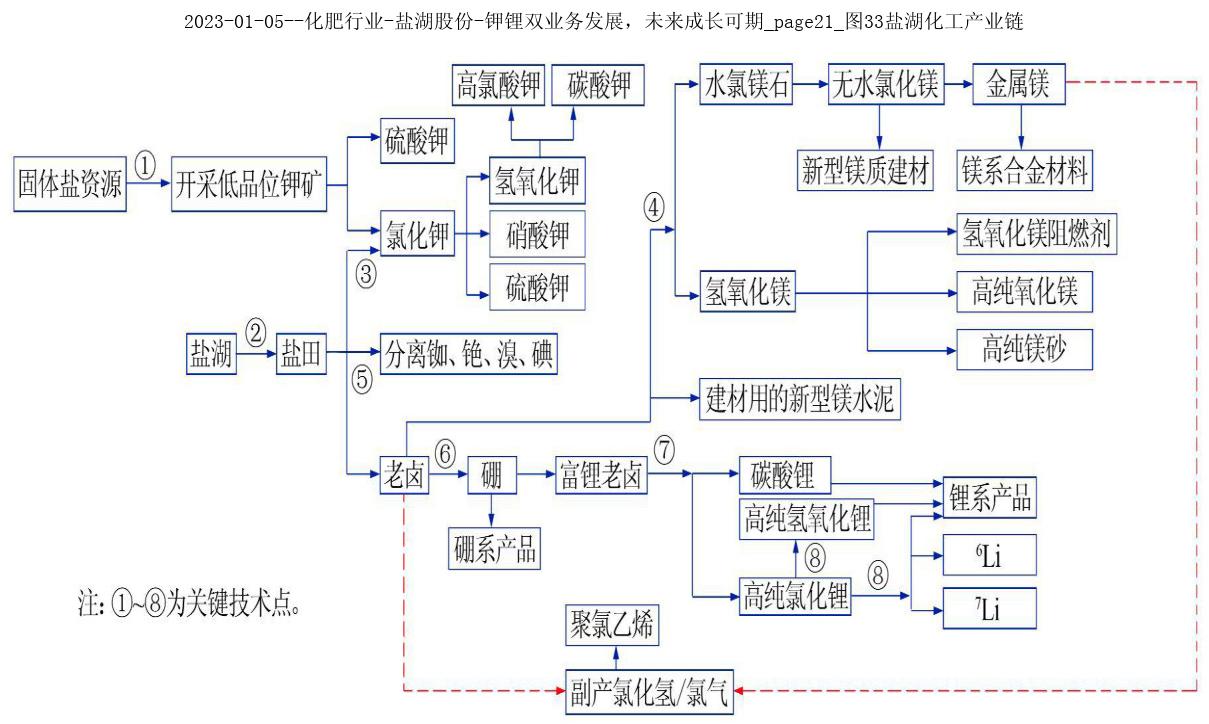 2023-01-05--化肥行业-盐湖股份-钾锂双业务发展，未来成长可期_page21_图33盐湖化工产业链
高氯酸钾
碳酸钾
水氯镁石
无水氯化镁
金属镁
硫酸钾
固体盐资源
①
开采低品位钾矿
氢氧化钾
新型镁质建材
镁系合金材料
④
氯化钾
硝酸钾
氢氧化镁阻燃剂
③
硫酸钾
氢氧化镁
高纯氧化镁
盐湖
②
盐田
分离铷、铯、溴、碘
高纯镁砂
⑤
建材用的新型镁水泥
老卤
⑥
硼
富锂老卤
⑦
碳酸锂
锂系产品
高纯氢氧化锂
硼系产品
⑧
⁶Li
高纯氯化锂
⑧
⁷Li
注：①~⑧为关键技术点。
聚氯乙烯
副产氯化氢/氯气